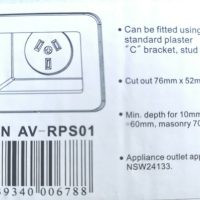 • Can be fitted using
standard plaster
"C" bracket, stud
• Cut out 76mm x 52m
• Min. depth for 10mm
=60mm, masonry 70
• Appliance outlet app
NSW24133.
N AV-RPS01
39340 006788